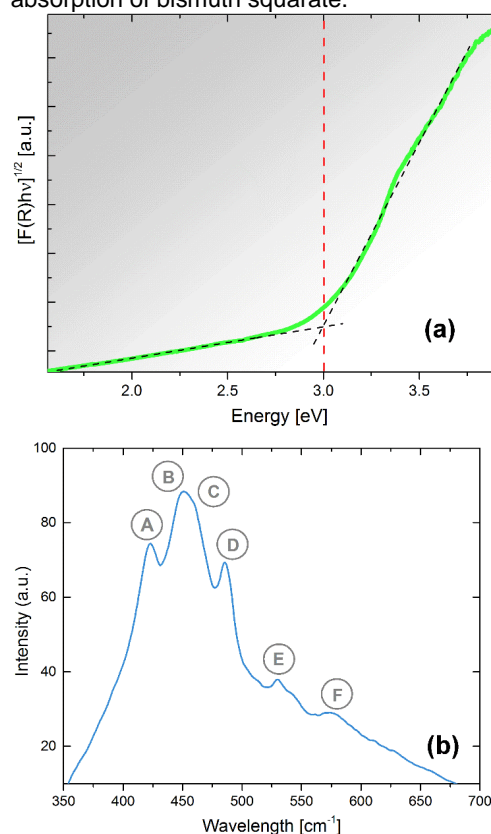 absorption of bismuth squarate.
[F(R)hν]1/2 [a.u.]
(a)
2.0 2.5 3.0 3.5
Energy [eV]
100
80
60
40
20
Intensity (a.u.)
A
B
C
D
E
F
(b)
350 400 450 500 550 600 650 700
Wavelength [cm-1]